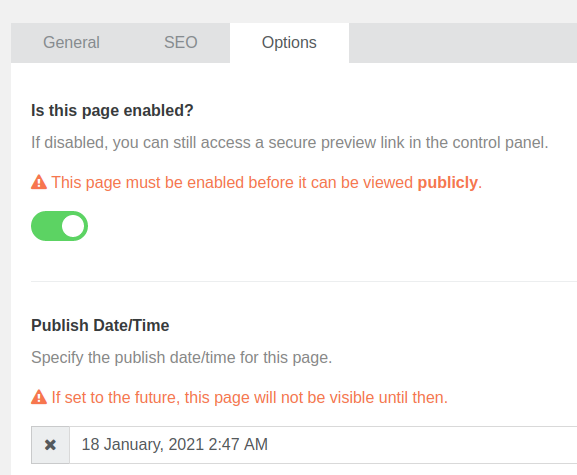 General SEO Options
Is this page enabled?
If disabled, you can still access a secure preview link in the control panel.
This page must be enabled before it can be viewed publicly.
Publish Date/Time
Specify the publish date/time for this page.
If set to the future, this page will not be visible until then.
18 January, 2021 2:47 AM